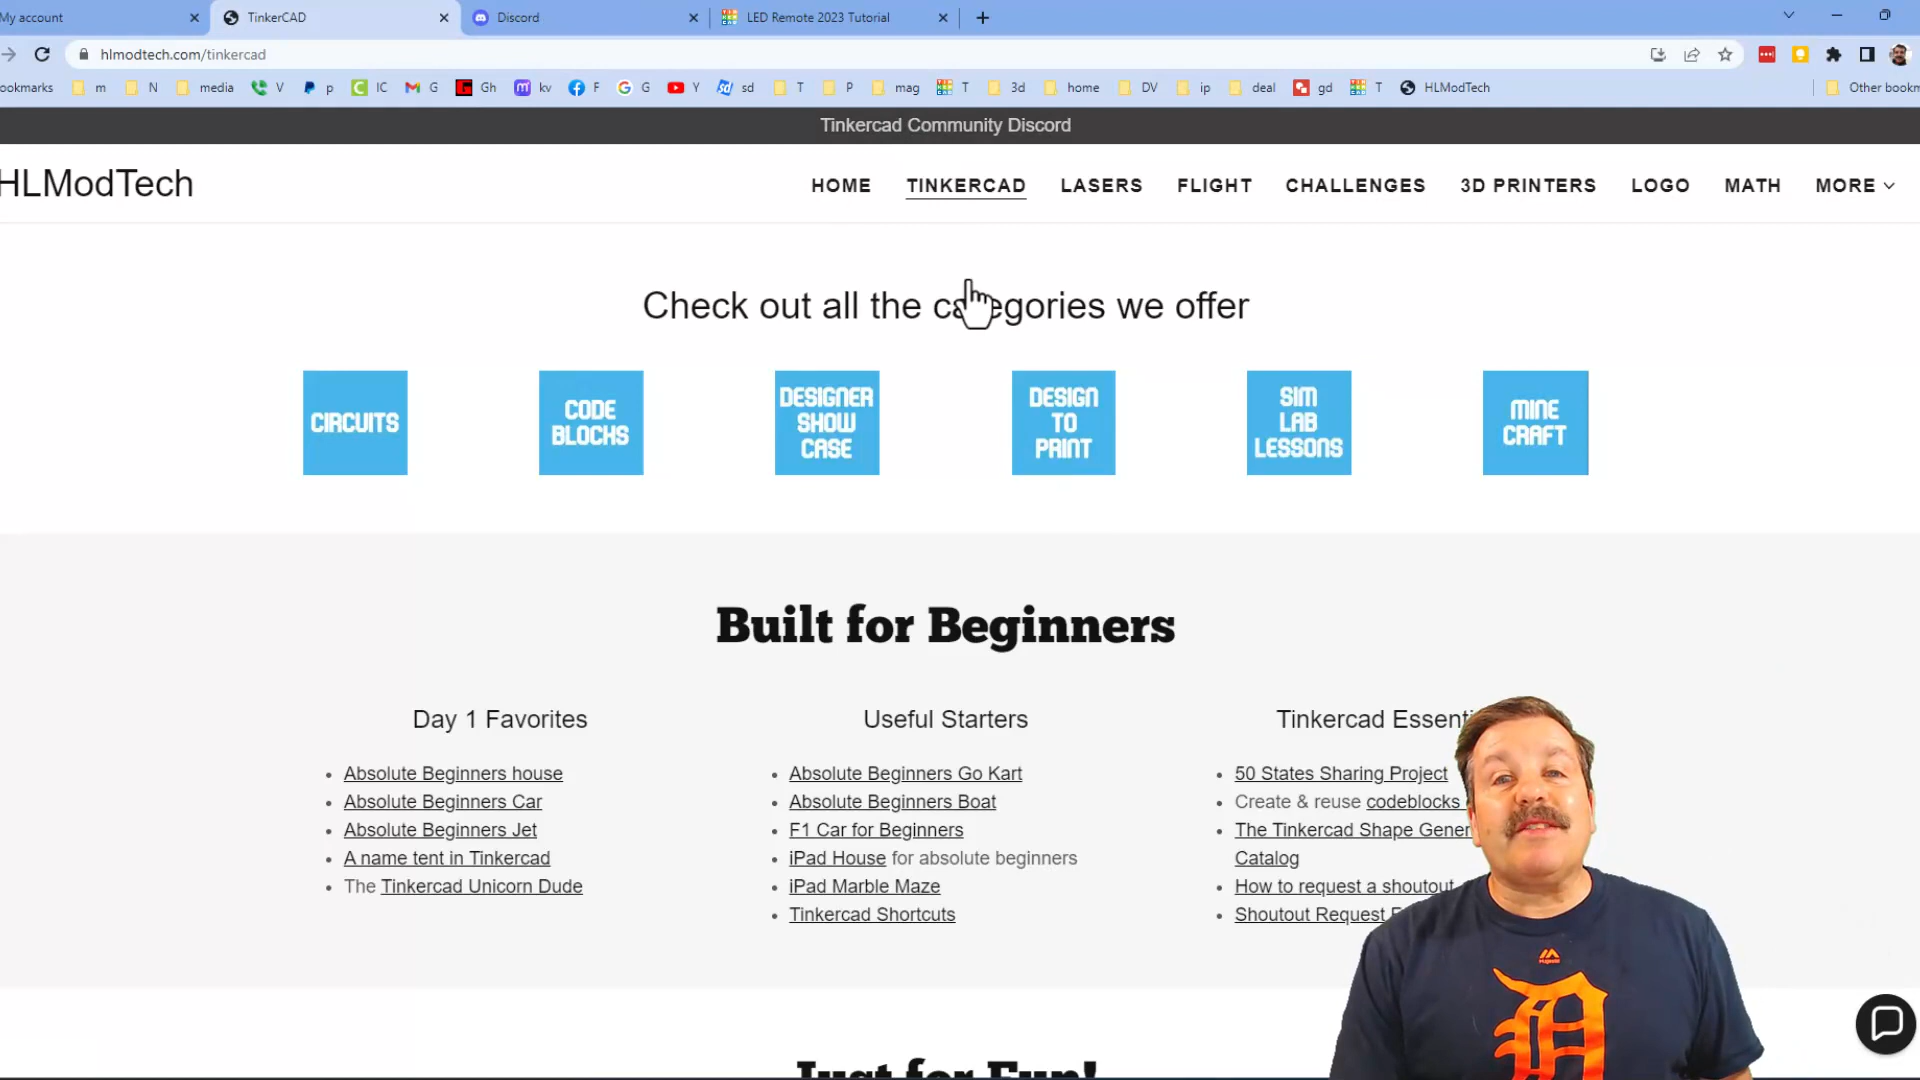 My account
TinkerCAD
Discord
LED Remote 2023 Tutorial
hlmodtech.com/tinkercad
ookmarks m N media V p IC G Gh kv F G Y sd T P mag T 3d home DV ip deal gd T HLModTech Other bookm
Tinkercad Community Discord
HLModTech
HOME TINKERCAD LASERS FLIGHT CHALLENGES 3D PRINTERS LOGO MATH MORE
Check out all the categories we offer
CIRCUITS
CODE
BLOCKS
DESIGNER
SHOW
CASE
DESIGN
TO
PRINT
SIM
LAB
LESSONS
MINE
CRAFT
Built for Beginners
Day 1 Favorites
Absolute Beginners house
Absolute Beginners Car
Absolute Beginners Jet
A name tent in Tinkercad
The Tinkercad Unicorn Dude
Useful Starters
Absolute Beginners Go Kart
Absolute Beginners Boat
F1 Car for Beginners
iPad House for absolute beginners
iPad Marble Maze
Tinkercad Shortcuts
Tinkercad Essenti
50 States Sharing Project
Create & reuse codeblocks
The Tinkercad Shape Gener
Catalog
How to request a shoutout
Shoutout Request F
Just for Fun!